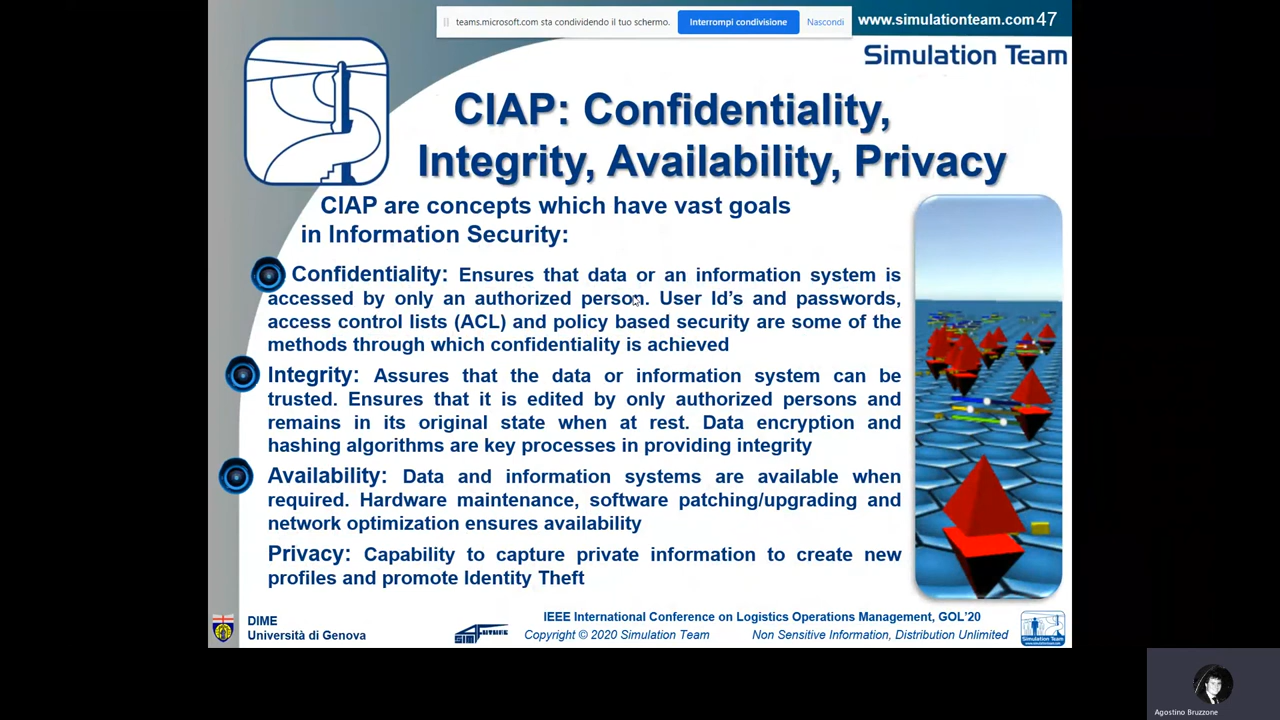 teams.microsoft.com sta condividendo il tuo schermo. Interrompi condivisione Nascondi
www.simulationteam.com 47
Simulation Team
CIAP: Confidentiality,
Integrity, Availability, Privacy
CIAP are concepts which have vast goals
in Information Security:
Confidentiality: Ensures that data or an information system is
accessed by only an authorized person. User Id's and passwords,
access control lists (ACL) and policy based security are some of the
methods through which confidentiality is achieved
Integrity: Assures that the data or information system can be
trusted. Ensures that it is edited by only authorized persons and
remains in its original state when at rest. Data encryption and
hashing algorithms are key processes in providing integrity
Availability: Data and information systems are available when
required. Hardware maintenance, software patching/upgrading and
network optimization ensures availability
Privacy: Capability to capture private information to create new
profiles and promote Identity Theft
DIME
Università di Genova
IEEE International Conference on Logistics Operations Management, GOL'20
Copyright © 2020 Simulation Team Non Sensitive Information, Distribution Unlimited
Simulation Team
Agostino Bruzzone